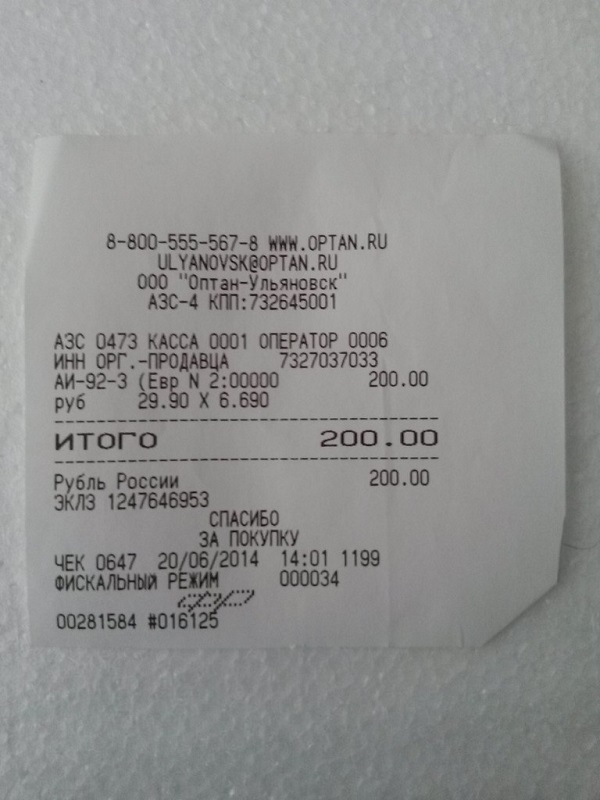 8-800-555-567-8 WWW.OPTAN.RU
ULYANOVSK@OPTAN.RU
ООО "Оптан-Ульяновск"
АЗС-4 КПП:732645001
АЗС 0473 КАССА 0001 ОПЕРАТОР 0006
ИНН ОРГ.-ПРОДАВЦА 7327037033
АИ-92-3 (Евр N 2:00000 200.00
руб 29.90 X 6.690
ИТОГО 200.00
Рубль России 200.00
ЭКЛЗ 1247646953
СПАСИБО
ЗА ПОКУПКУ
ЧЕК 0647 20/06/2014 14:01 1199
ФИСКАЛЬНЫЙ РЕЖИМ 000034
00281584 #016125